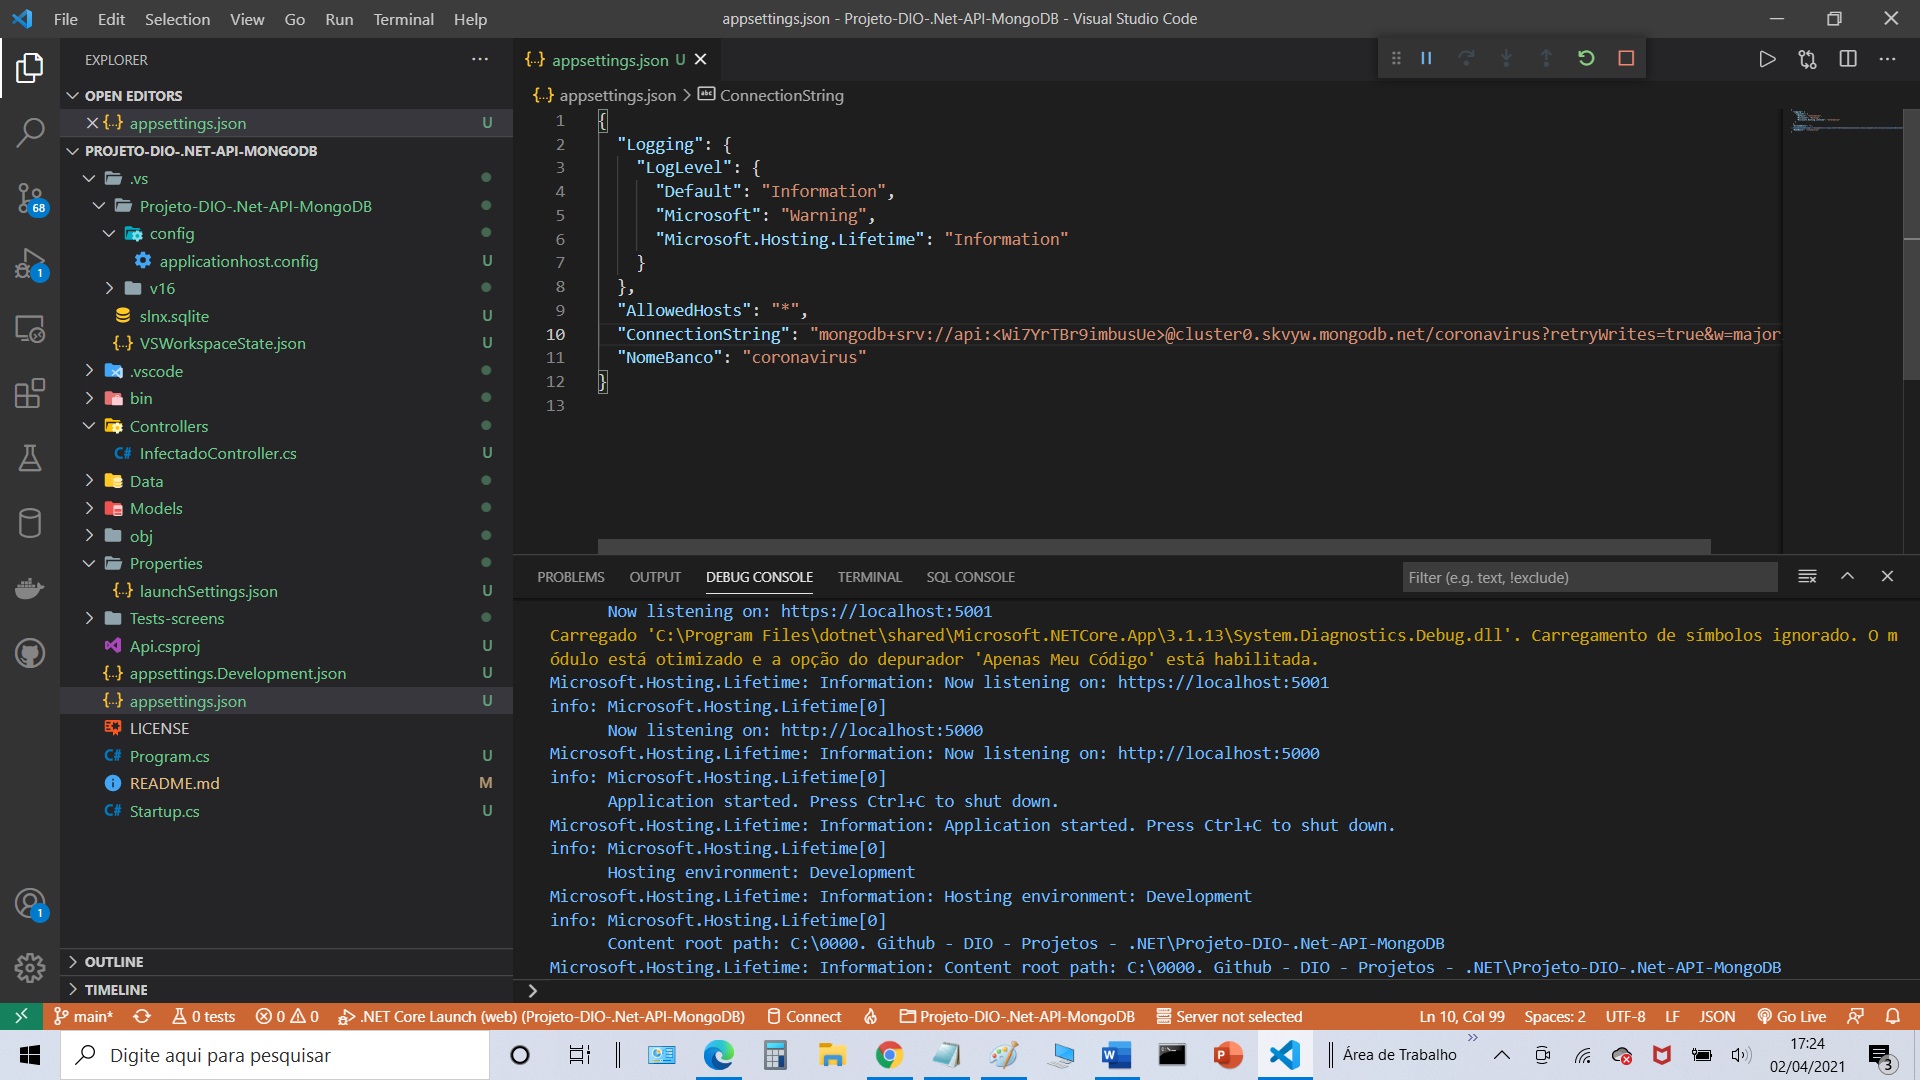 File Edit Selection View Go Run Terminal Help
appsettings.json - Projeto-DIO-.Net-API-MongoDB - Visual Studio Code
EXPLORER
OPEN EDITORS
appsettings.json U
PROJETO-DIO-.NET-API-MONGODB
.vs
Projeto-DIO-.Net-API-MongoDB
config
applicationhost.config U
v16
slnx.sqlite U
VSWorkspaceState.json U
.vscode
bin
Controllers
C# InfectadoController.cs U
Data
Models
obj
Properties
launchSettings.json U
Tests-screens
Api.csproj U
appsettings.Development.json U
appsettings.json U
LICENSE
C# Program.cs U
README.md M
C# Startup.cs U
OUTLINE
TIMELINE
68
1
1
appsettings.json U
appsettings.json > ConnectionString
1 {
2 "Logging": {
3 "LogLevel": {
4 "Default": "Information",
5 "Microsoft": "Warning",
6 "Microsoft.Hosting.Lifetime": "Information"
7 }
8 },
9 "AllowedHosts": "*",
10 "ConnectionString": "mongodb+srv://api:<Wi7YrTBr9imbusUe>@cluster0.skvyw.mongodb.net/coronavirus?retryWrites=true&w=major
11 "NomeBanco": "coronavirus"
12 }
13
PROBLEMS OUTPUT DEBUG CONSOLE TERMINAL SQL CONSOLE Filter (e.g. text, !exclude)
Now listening on: https://localhost:5001
Carregado 'C:\Program Files\dotnet\shared\Microsoft.NETCore.App\3.1.13\System.Diagnostics.Debug.dll'. Carregamento de símbolos ignorado. O m
ódulo está otimizado e a opção do depurador 'Apenas Meu Código' está habilitada.
Microsoft.Hosting.Lifetime: Information: Now listening on: https://localhost:5001
info: Microsoft.Hosting.Lifetime[0]
Now listening on: http://localhost:5000
Microsoft.Hosting.Lifetime: Information: Now listening on: http://localhost:5000
info: Microsoft.Hosting.Lifetime[0]
Application started. Press Ctrl+C to shut down.
Microsoft.Hosting.Lifetime: Information: Application started. Press Ctrl+C to shut down.
info: Microsoft.Hosting.Lifetime[0]
Hosting environment: Development
Microsoft.Hosting.Lifetime: Information: Hosting environment: Development
info: Microsoft.Hosting.Lifetime[0]
Content root path: C:\0000. Github - DIO - Projetos - .NET\Projeto-DIO-.Net-API-MongoDB
Microsoft.Hosting.Lifetime: Information: Content root path: C:\0000. Github - DIO - Projetos - .NET\Projeto-DIO-.Net-API-MongoDB
main* 0 tests 0 0 .NET Core Launch (web) (Projeto-DIO-.Net-API-MongoDB) Connect Projeto-DIO-.Net-API-MongoDB Server not selected Ln 10, Col 99 Spaces: 2 UTF-8 LF JSON Go Live
Digite aqui para pesquisar Área de Trabalho 17:24
02/04/2021 3